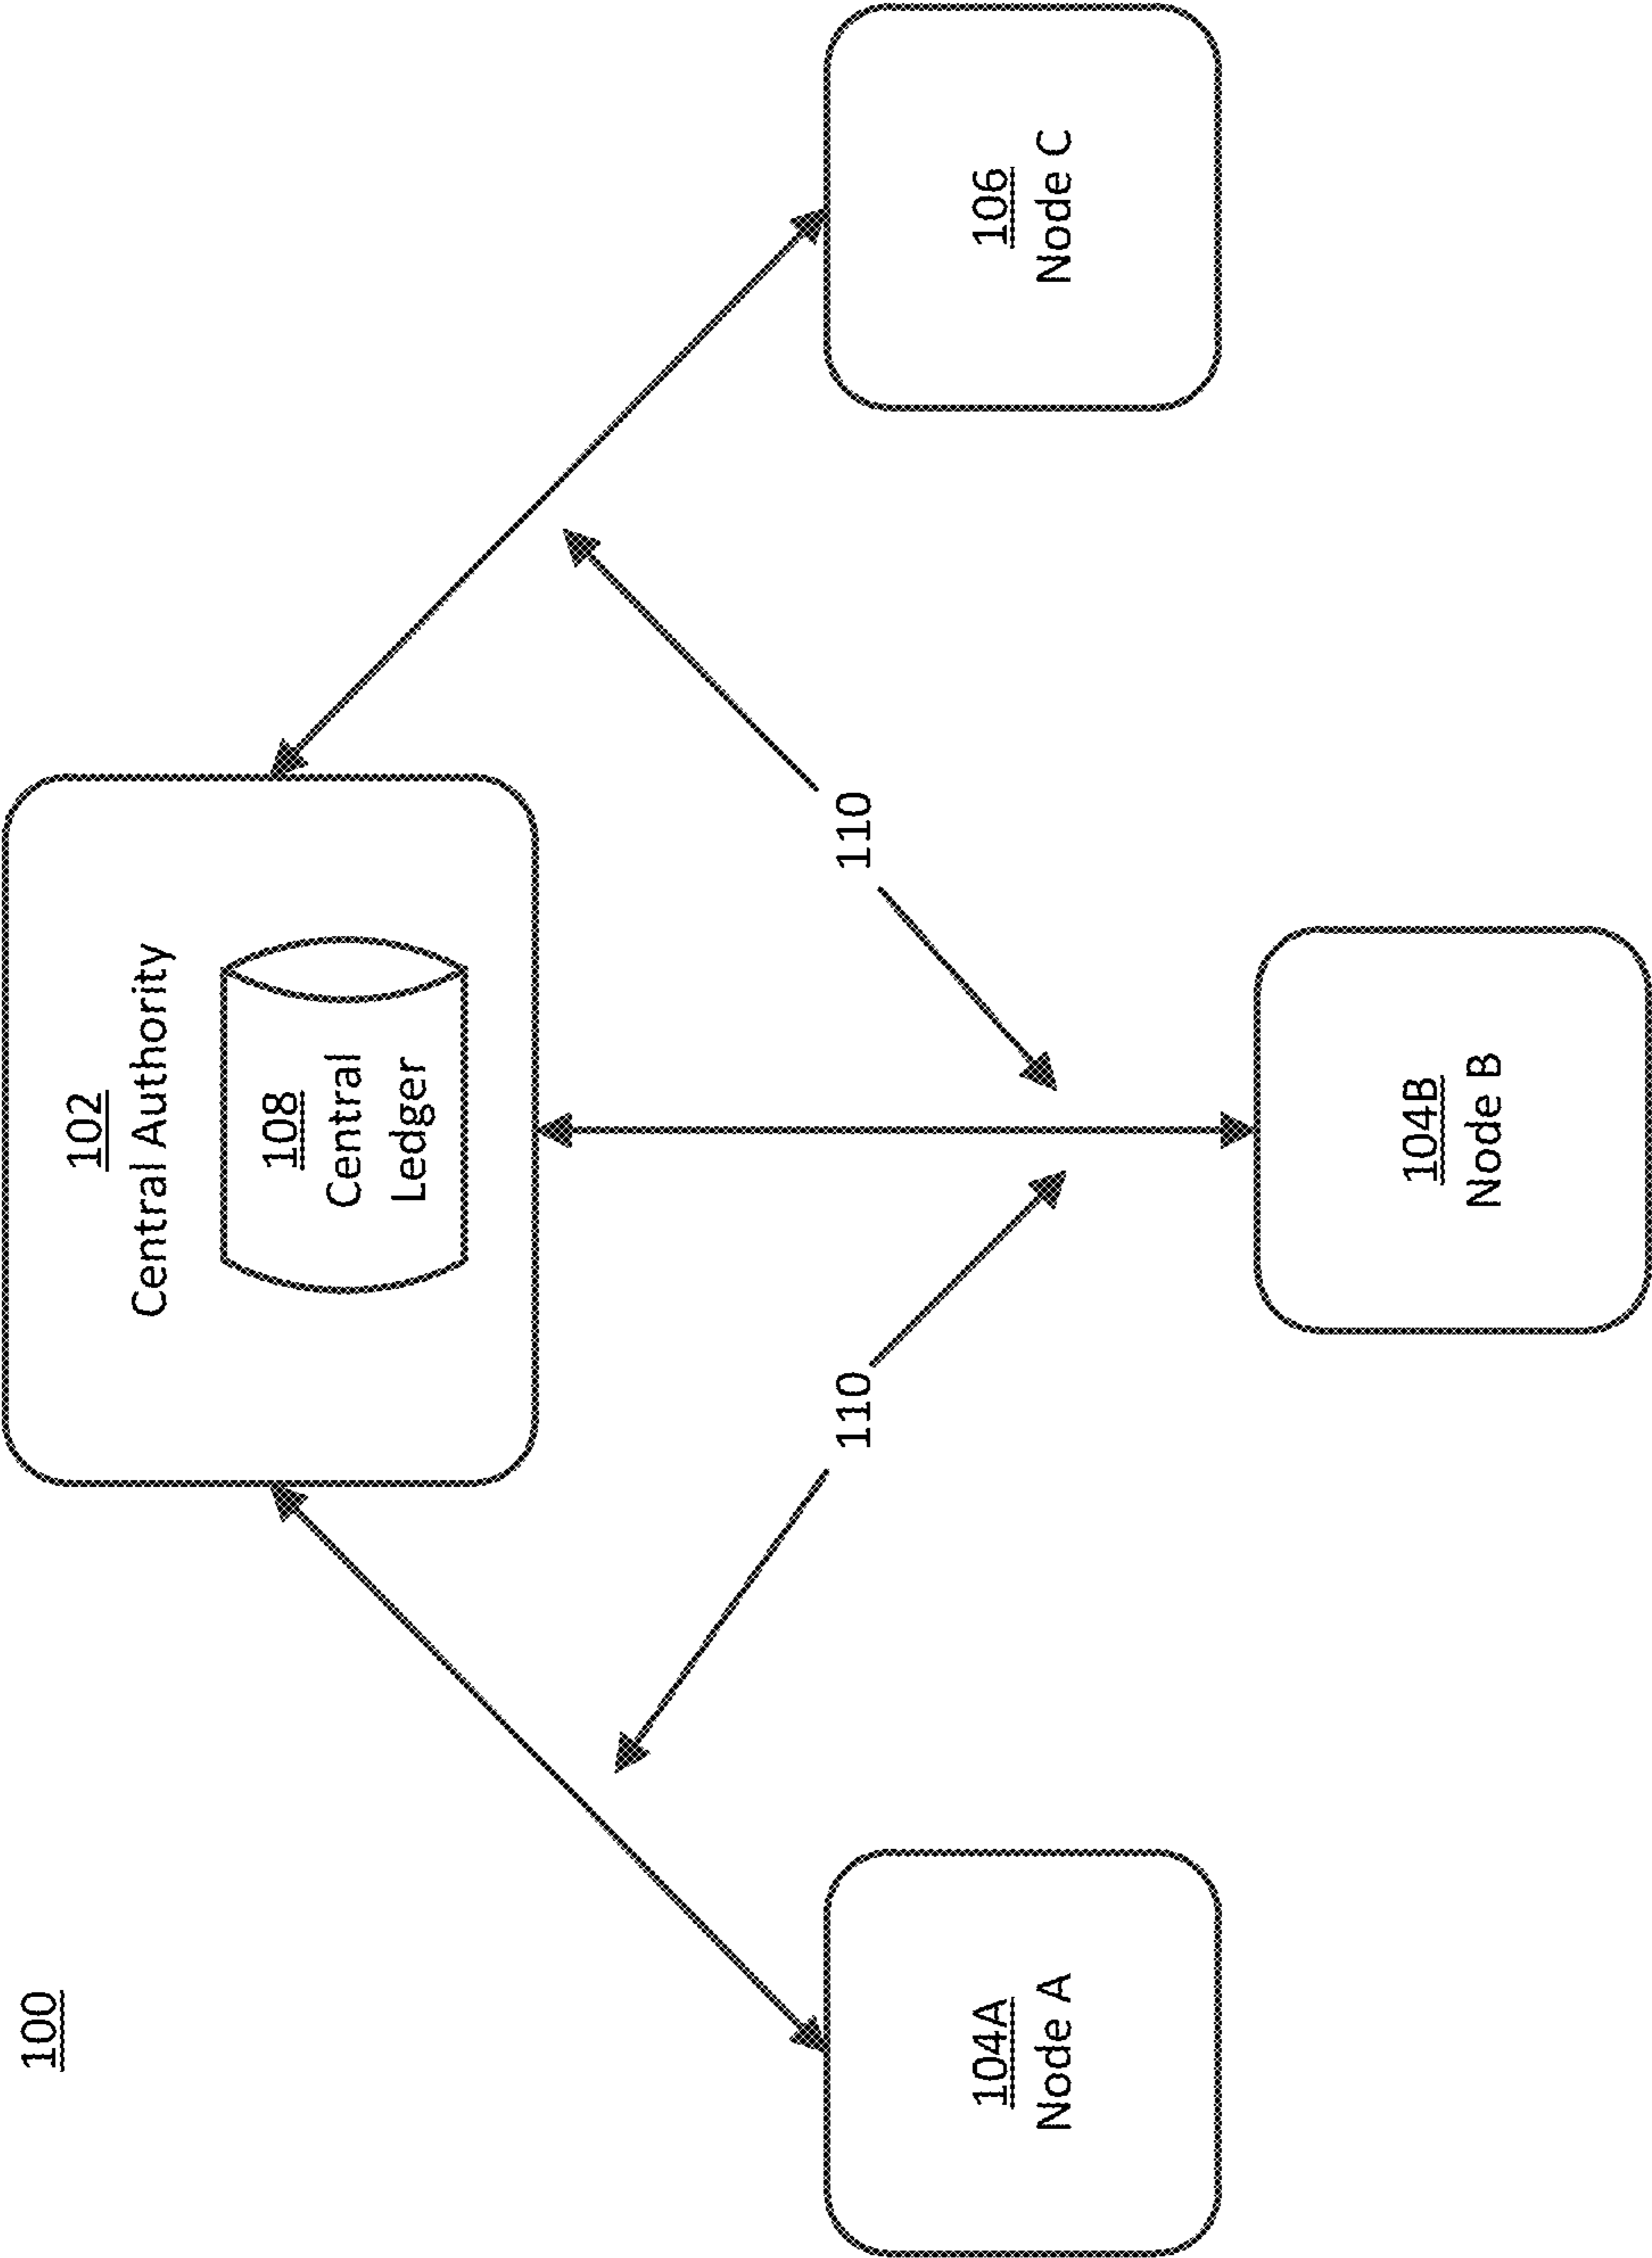 100
102
Central Authority
108
Central
Ledger
110
110
104A
Node A
106
Node C
104B
Node B